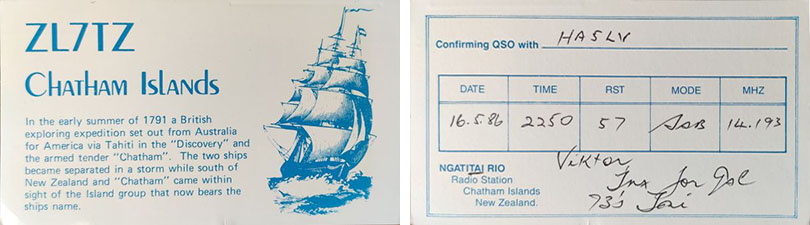 ZL7TZ
Chatham Islands
In the early summer of 1791 a British
exploring expedition set out from Australia
for America via Tahiti in the "Discovery" and
the armed tender "Chatham". The two ships
became separated in a storm while south of
New Zealand and "Chatham" came within
sight of the Island group that now bears the
ships name.
Confirming QSO with HA5LV
DATE TIME RST MODE MHZ
16.5.86 2250 57 SSB 14.193
Viktor
NGATITAI RIO
Tnx for QSL
Radio Station
Chatham Islands
73's
New Zealand.